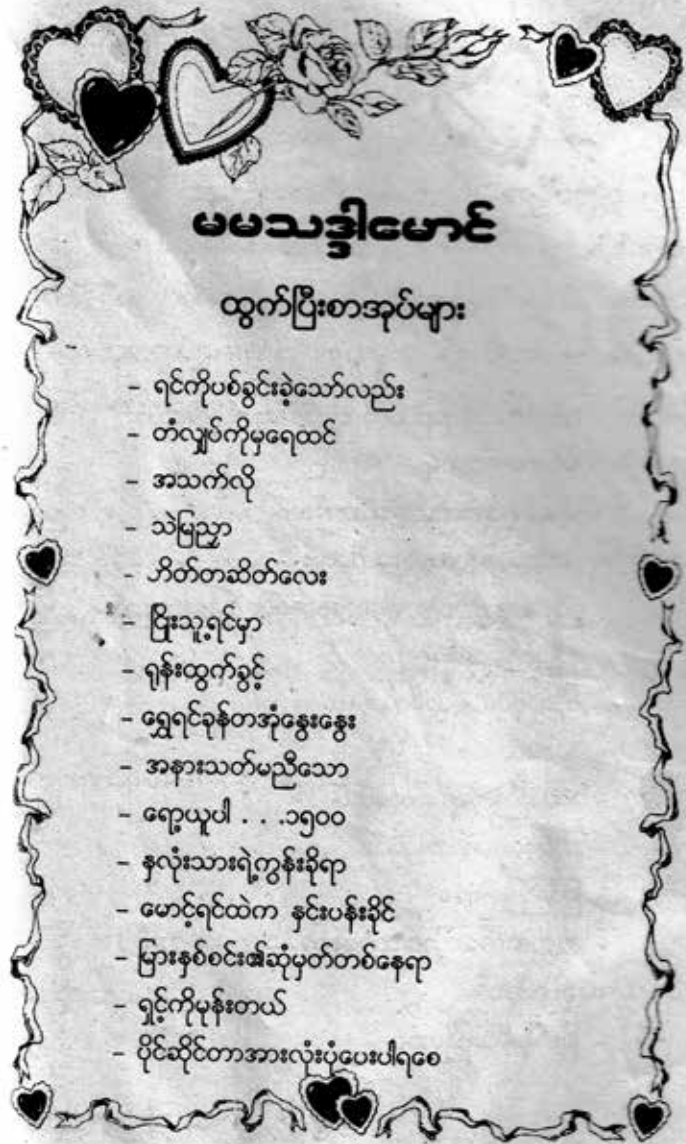 မမသဒ္ဒါမောင်
ထွက်ပြီးစာအုပ်များ
- ရင်ကိုပစ်ခွင်းခဲ့သော်လည်း
- တံလျှပ်ကိုမှရေထင်
- အသက်လို
- သဲမြညှာ
- ဟိတ်တဆိတ်လေး
- ငြိုးသူ့ရင်မှာ
- ရုန်းထွက်ခွင့်
- ရွှေရင်ခုန်တအုံနွေးနွေး
- အနားသတ်မညီသော
- ရော့ယူပါ . . .၁၅၀၀
- နှလုံးသားရဲ့ကွန်းခိုရာ
- မောင့်ရင်ထဲက နှင်းပန်းခိုင်
- မြားနှစ်စင်း၏ဆုံမှတ်တစ်နေရာ
- ရှင့်ကိုမုန်းတယ်
- ပိုင်ဆိုင်တာအားလုံးပုံပေးပါရစေ